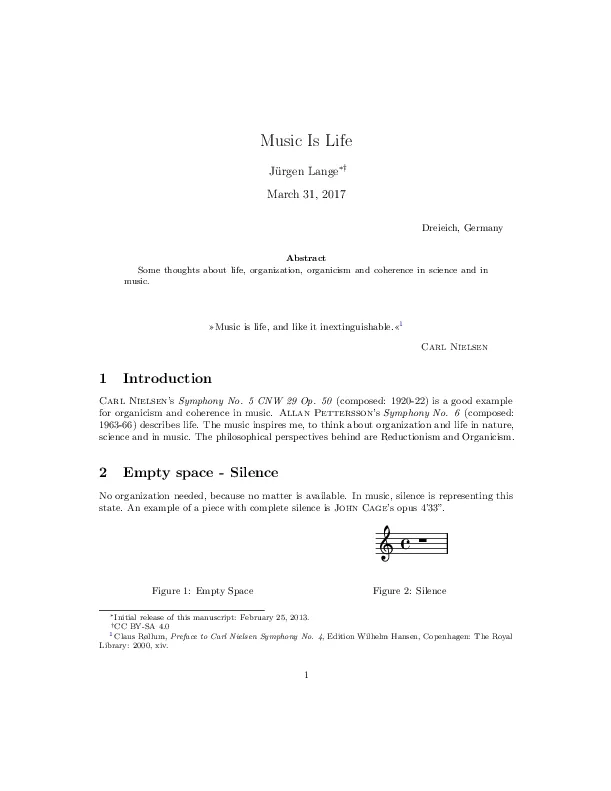 Music Is Life
Jürgen Lange*†
March 31, 2017
Dreieich, Germany
Abstract
Some thoughts about life, organization, organicism and coherence in science and in
music.
»Music is life, and like it inextinguishable.«1
Carl Nielsen
1 Introduction
Carl Nielsen's Symphony No. 5 CNW 29 Op. 50 (composed: 1920-22) is a good example
for organicism and coherence in music. Allan Pettersson's Symphony No. 6 (composed:
1963-66) describes life. The music inspires me, to think about organization and life in nature,
science and in music. The philosophical perspectives behind are Reductionism and Organicism.
2 Empty space - Silence
No organization needed, because no matter is available. In music, silence is representing this
state. An example of a piece with complete silence is John Cage's opus 4'33".
Figure 1: Empty Space
Figure 2: Silence
*Initial release of this manuscript: February 25, 2013.
†CC BY-SA 4.0
1Claus Røllum, Preface to Carl Nielsen Symphony No. 4, Edition Wilhelm Hansen, Copenhagen: The Royal
Library: 2000, xiv.
1